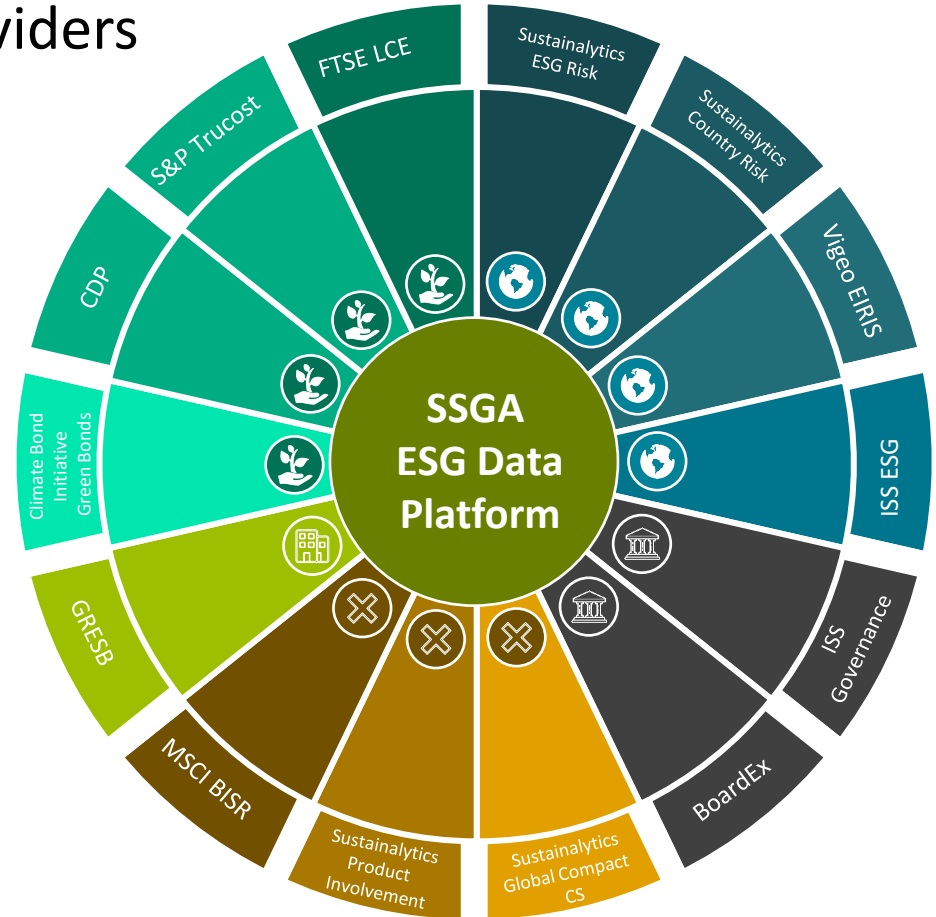 viders
FTSE LCE
Sustainalytics
ESG Risk
Sustainalytics
Country Risk
Vigeo EIRIS
ISS ESG
ISS
Governance
BoardEx
Sustainalytics
Global Compact
CS
Sustainalytics
Product
Involvement
MSCI BISR
GRESB
Climate Bond
Initiative
Green Bonds
CDP
S&P Trucost
SSGA
ESG Data
Platform